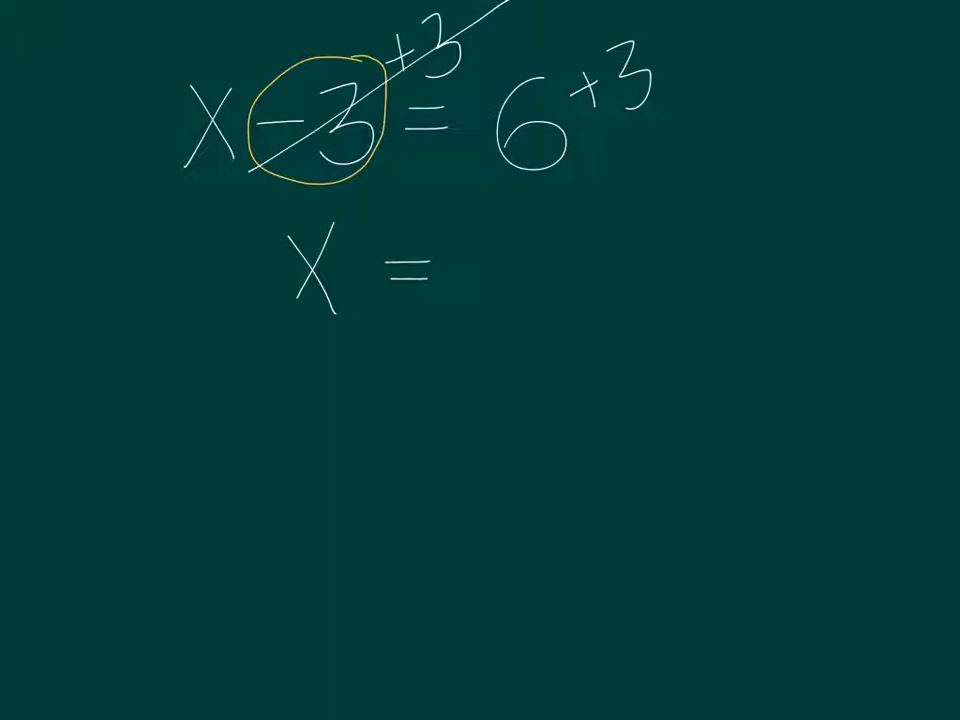 X - 3 + 3 = 6 + 3
X =